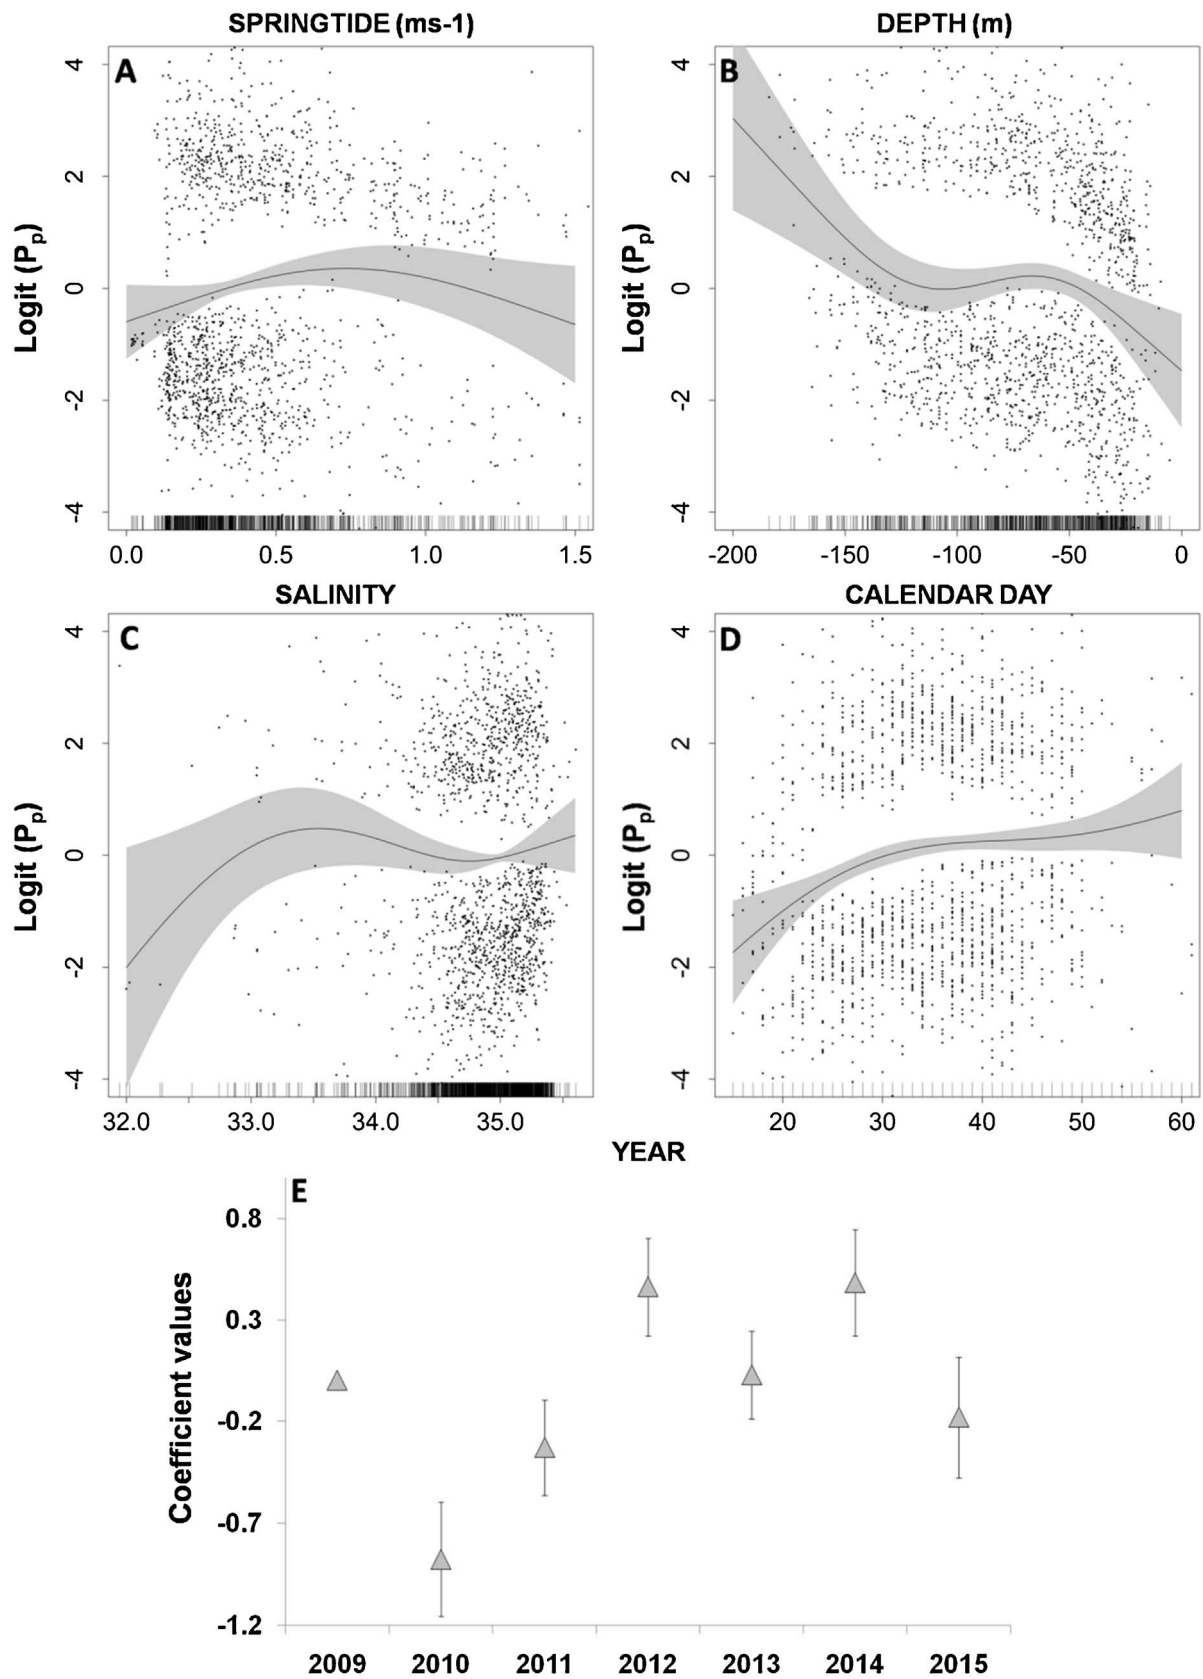 SPRINGTIDE (ms-1) DEPTH (m)
A B
4 2 0 -2 -4
Logit (Pp)
4 2 0 -2 -4
Logit (Pp)
0.0 0.5 1.0 1.5 -200 -150 -100 -50 0
SALINITY CALENDAR DAY
C D
4 2 0 -2 -4
Logit (Pp)
4 2 0 -2 -4
Logit (Pp)
32.0 33.0 34.0 35.0 20 30 40 50 60
YEAR
E
0.8
0.3
-0.2
-0.7
-1.2
Coefficient values
2009 2010 2011 2012 2013 2014 2015